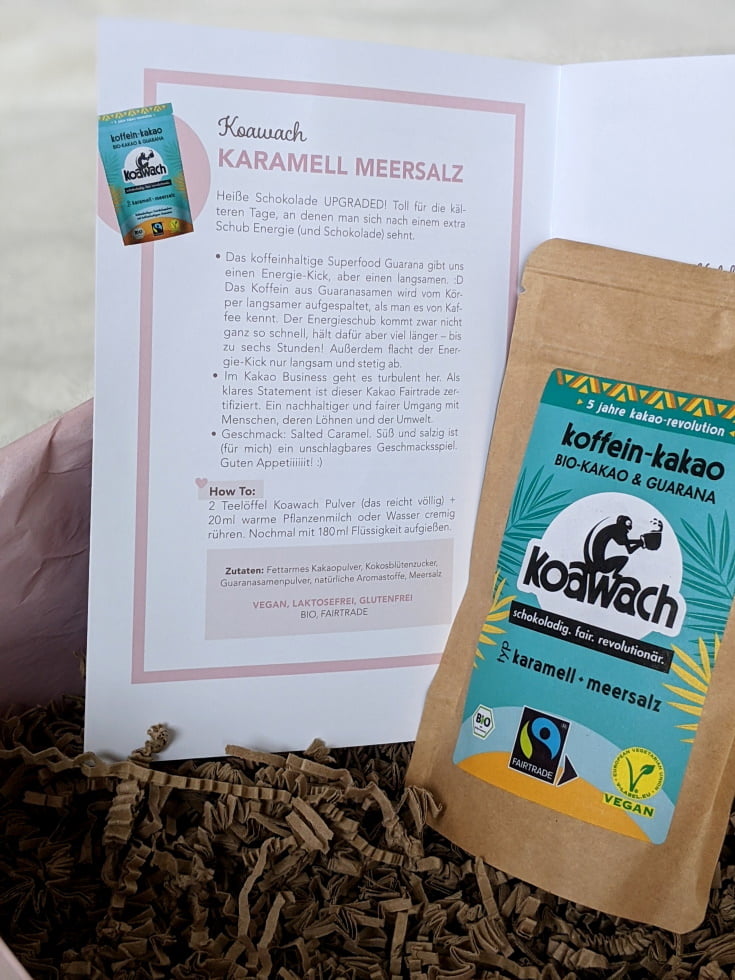 Koawach
KARAMELL MEERSALZ
Heiße Schokolade UPGRADED! Toll für die käl-
teren Tage, an denen man sich nach einem extra
Schub Energie (und Schokolade) sehnt.
• Das koffeinhaltige Superfood Guarana gibt uns
einen Energie-Kick, aber einen langsamen. :D
Das Koffein aus Guaranasamen wird vom Kör-
per langsamer aufgespaltet, als man es von Kaf-
fee kennt. Der Energieschub kommt zwar nicht
ganz so schnell, hält dafür aber viel länger – bis
zu sechs Stunden! Außerdem flacht der Ener-
gie-Kick nur langsam und stetig ab.
• Im Kakao Business geht es turbulent her. Als
klares Statement ist dieser Kakao Fairtrade zer-
tifiziert. Ein nachhaltiger und fairer Umgang mit
Menschen, deren Löhnen und der Umwelt.
• Geschmack: Salted Caramel. Süß und salzig ist
(für mich) ein unschlagbares Geschmacksspiel.
Guten Appetiiiiiit! :)
How To:
2 Teelöffel Koawach Pulver (das reicht völlig) +
20ml warme Pflanzenmilch oder Wasser cremig
rühren. Nochmal mit 180ml Flüssigkeit aufgießen.
Zutaten: Fettarmes Kakaopulver, Kokosblütenzucker,
Guaranasamenpulver, natürliche Aromastoffe, Meersalz
VEGAN, LAKTOSEFREI, GLUTENFREI
BIO, FAIRTRADE
koffein-kakao
BIO-KAKAO & GUARANA
koawach
schokoladig. fair. revolutionär.
karamell + meersalz
5 jahre kakao-revolution
koffein-kakao
BIO-KAKAO & GUARANA
koawach
schokoladig. fair. revolutionär.
typ karamell + meersalz
BIO
FAIRTRADE
EUROPEAN VEGETARIAN UNION
V-LABEL.EU
VEGAN